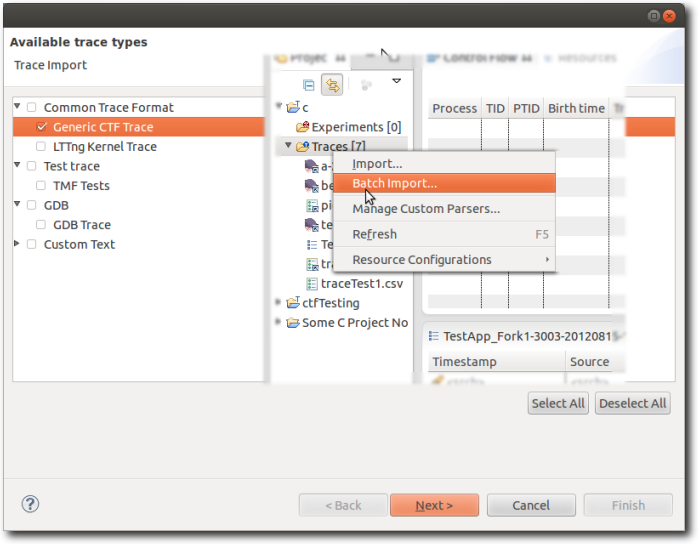 Available trace types
Trace Import
Common Trace Format
Generic CTF Trace
LTTng Kernel Trace
Test trace
TMF Tests
GDB
GDB Trace
Custom Text
Projec
c
Experiments [0]
Traces [7]
a-
be
pi
te
Te
tra
traceTest1.csv
ctfTesting
Some C Project No
Import...
Batch Import...
Manage Custom Parsers...
Refresh F5
Resource Configurations
Control Flow Resources
Process TID PTID Birth time Tr
TestApp_Fork1-3003-2012081
Timestamp Source
<srch> <srch>
Select All Deselect All
? < Back Next > Cancel Finish